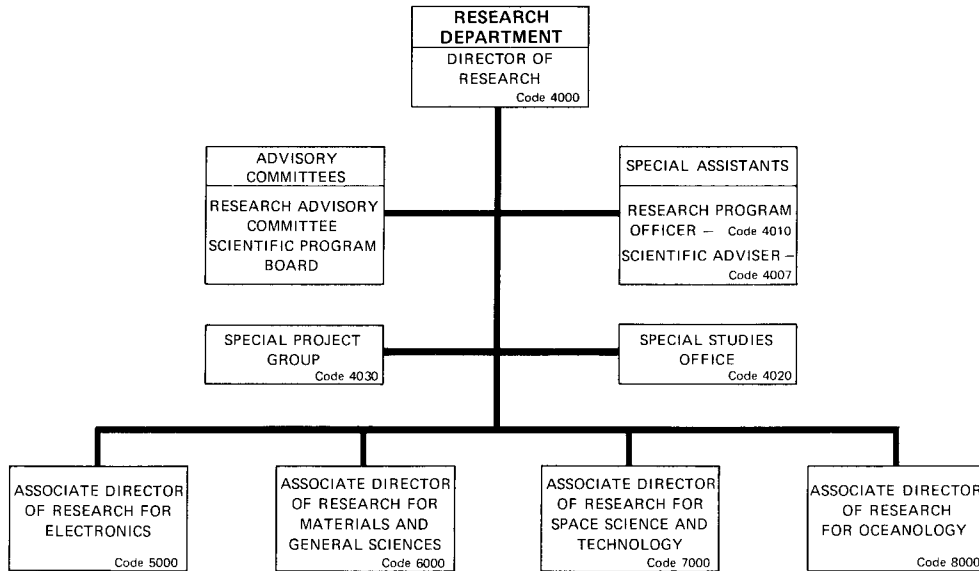 RESEARCH
DEPARTMENT
DIRECTOR OF
RESEARCH
Code 4000
ADVISORY
COMMITTEES
RESEARCH ADVISORY
COMMITTEE
SCIENTIFIC PROGRAM
BOARD
SPECIAL ASSISTANTS
RESEARCH PROGRAM
OFFICER – Code 4010
SCIENTIFIC ADVISER –
Code 4007
SPECIAL PROJECT
GROUP
Code 4030
SPECIAL STUDIES
OFFICE
Code 4020
ASSOCIATE DIRECTOR
OF RESEARCH FOR
ELECTRONICS
Code 5000
ASSOCIATE DIRECTOR
OF RESEARCH FOR
MATERIALS AND
GENERAL SCIENCES
Code 6000
ASSOCIATE DIRECTOR
OF RESEARCH FOR
SPACE SCIENCE AND
TECHNOLOGY
Code 7000
ASSOCIATE DIRECTOR
OF RESEARCH
FOR OCEANOLOGY
Code 8000